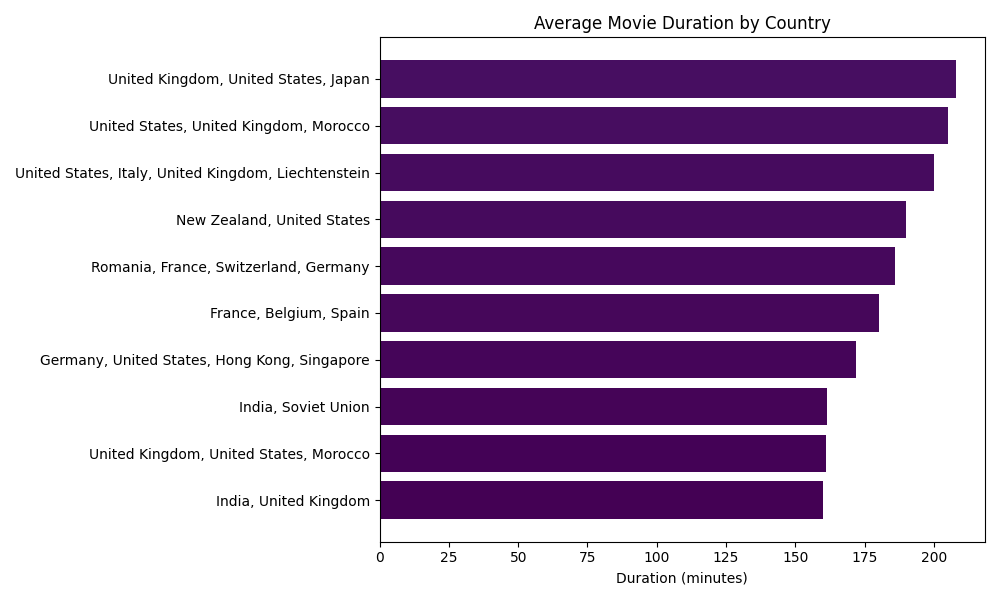 Average Movie Duration by Country
United Kingdom, United States, Japan
United States, United Kingdom, Morocco
United States, Italy, United Kingdom, Liechtenstein
New Zealand, United States
Romania, France, Switzerland, Germany
France, Belgium, Spain
Germany, United States, Hong Kong, Singapore
India, Soviet Union
United Kingdom, United States, Morocco
India, United Kingdom
0 25 50 75 100 125 150 175 200
Duration (minutes)